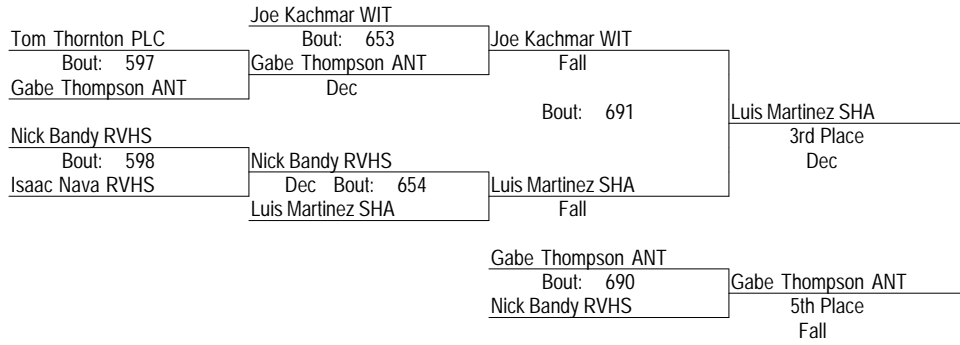 Joe Kachmar WIT
Tom Thornton PLC
Bout: 653
Joe Kachmar WIT
Bout: 597
Gabe Thompson ANT
Fall
Gabe Thompson ANT
Dec
Bout: 691
Luis Martinez SHA
Nick Bandy RVHS
3rd Place
Bout: 598
Nick Bandy RVHS
Dec
Isaac Nava RVHS
Dec Bout: 654
Luis Martinez SHA
Luis Martinez SHA
Fall
Gabe Thompson ANT
Bout: 690
Gabe Thompson ANT
Nick Bandy RVHS
5th Place
Fall